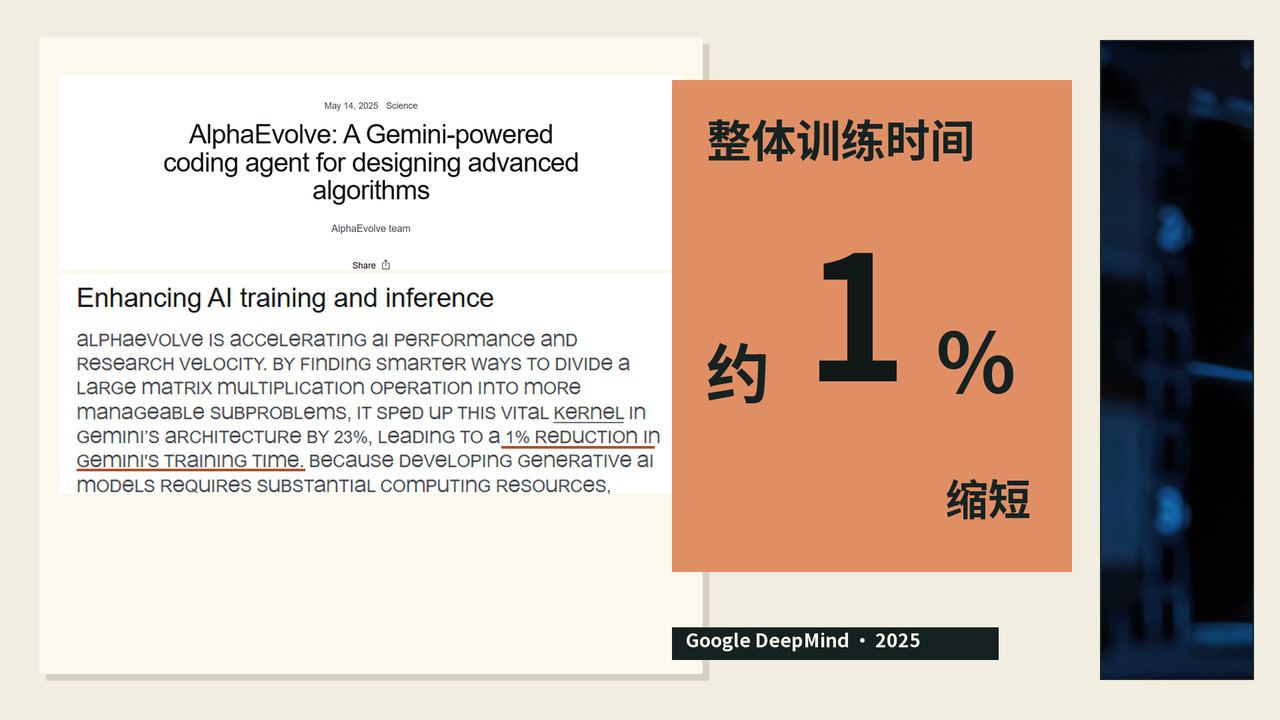 May 14, 2025 Science
AlphaEvolve: A Gemini-powered
coding agent for designing advanced
algorithms
AlphaEvolve team
Share
Enhancing AI training and inference
AlphaEvolve is accelerating AI performance and
research velocity. By finding smarter ways to divide a
large matrix multiplication operation into more
manageable subproblems, it sped up this vital kernel in
Gemini's architecture by 23%, leading to a 1% reduction in
Gemini's training time. Because developing generative AI
models requires substantial computing resources,
整体训练时间
约 1 %
缩短
Google DeepMind · 2025